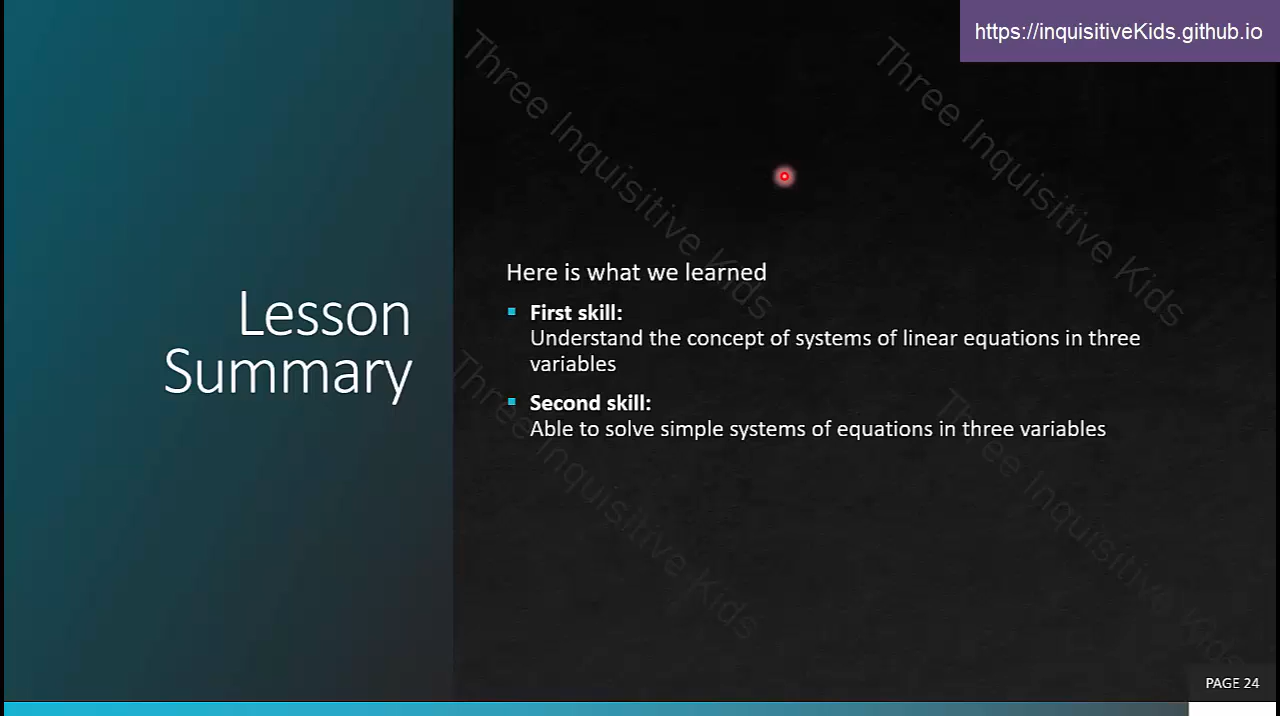 https://inquisitiveKids.github.io
Three Inquisitive Kids
Three Inquisitive Kids
Lesson
Summary
Here is what we learned
First skill:
Understand the concept of systems of linear equations in three
variables
Second skill:
Able to solve simple systems of equations in three variables
Three Inquisitive Kids
Three Inquisitive Kids
PAGE 24